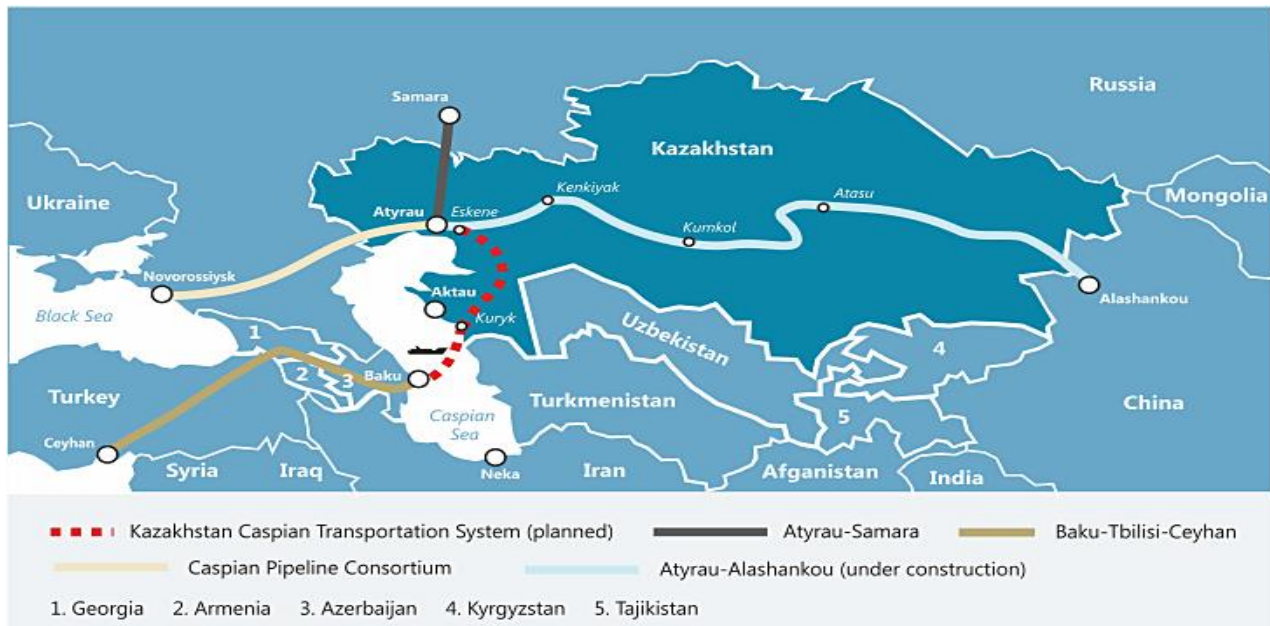 Russia
Samara
Kazakhstan
Mongolia
Ukraine
Kenkiyak
Atasu
Atyrau
Eskene
Kumkol
Novorossiysk
Aktau
Alashankou
Black Sea
Kuryk
Uzbekistan
1
4
2
3
Baku
Turkey
Turkmenistan
China
Caspian
Sea
5
Ceyhan
Syria
Iraq
Neka
Iran
Afganistan
India
Kazakhstan Caspian Transportation System (planned)
Atyrau-Samara
Baku-Tbilisi-Ceyhan
Caspian Pipeline Consortium
Atyrau-Alashankou (under construction)
1. Georgia 2. Armenia 3. Azerbaijan 4. Kyrgyzstan 5. Tajikistan